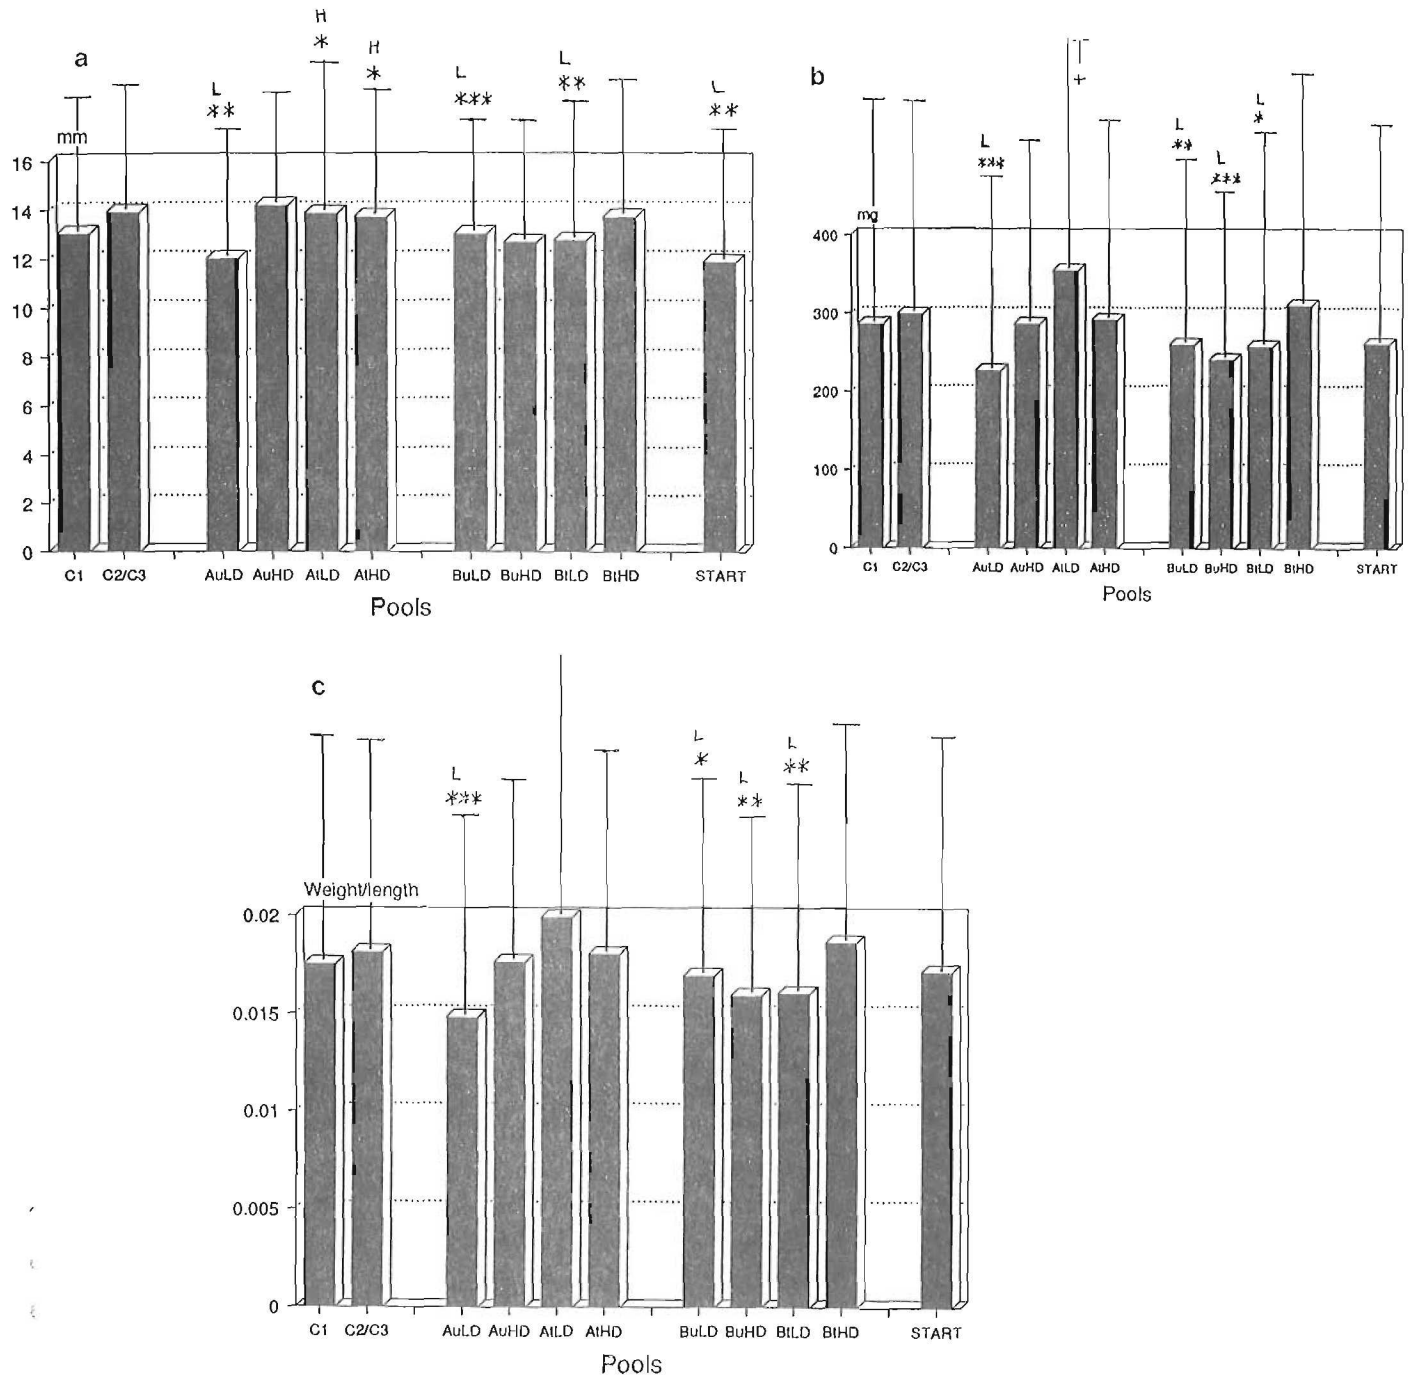 a
H
*
H
*
L
**
L
***
L
**
L
**
mm
16
14
12
10
8
6
4
2
0
C1 C2/C3 AuLD AuHD AtLD AtHD BuLD BuHD BtLD BtHD START
Pools
b
+
L
***
L
**
L
***
L
*
mg
400
300
200
100
0
C1 C2/C3 AuLD AuHD AtLD AtHD BuLD BuHD BtLD BtHD START
Pools
c
L
***
L
*
L
**
L
**
Weight/length
0.02
0.015
0.01
0.005
0
C1 C2/C3 AuLD AuHD AtLD AtHD BuLD BuHD BtLD BtHD START
Pools